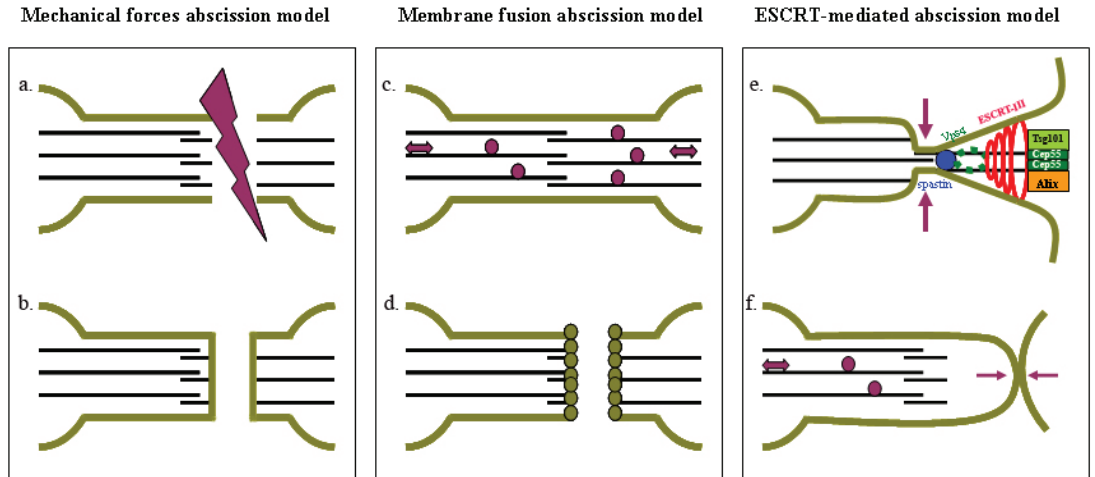 Mechanical forces abscission model
Membrane fusion abscission model
ESCRT-mediated abscission model
a.
c.
e.
ESCRT-III
Vps4
Tsg101
Cep55
Cep55
Alix
spastin
b.
d.
f.